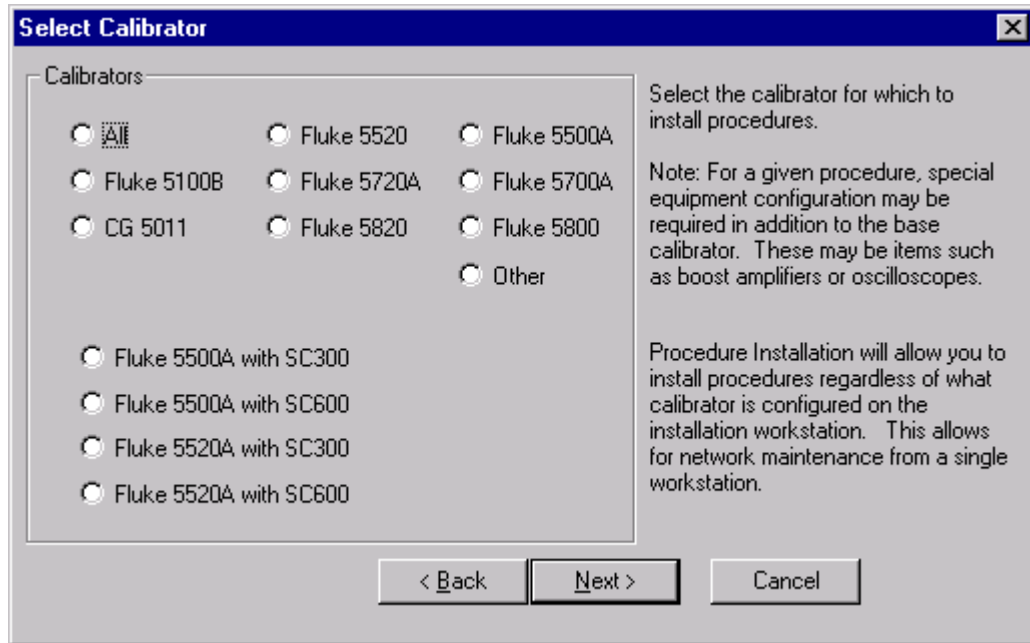 Select Calibrator
Calibrators
All
Fluke 5520
Fluke 5500A
Fluke 5100B
Fluke 5720A
Fluke 5700A
CG 5011
Fluke 5820
Fluke 5800
Other
Fluke 5500A with SC300
Fluke 5500A with SC600
Fluke 5520A with SC300
Fluke 5520A with SC600
Select the calibrator for which to
install procedures.
Note: For a given procedure, special
equipment configuration may be
required in addition to the base
calibrator.  These may be items such
as boost amplifiers or oscilloscopes.
Procedure Installation will allow you to
install procedures regardless of what
calibrator is configured on the
installation workstation.   This allows
for network maintenance from a single
workstation.
< Back
Next >
Cancel